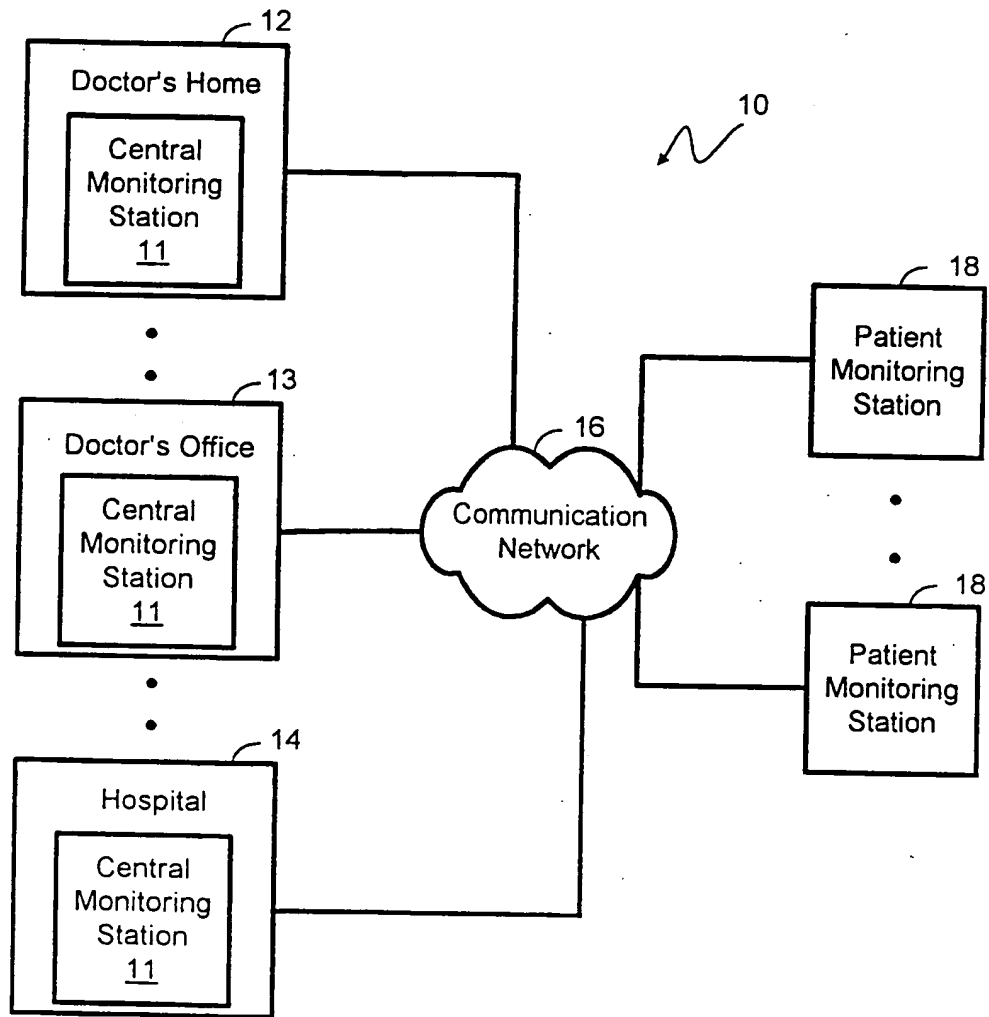 12
Doctor's Home
Central
Monitoring
Station
11
10
13
Doctor's Office
Central
Monitoring
Station
11
14
Hospital
Central
Monitoring
Station
11
16
Communication
Network
18
Patient
Monitoring
Station
18
Patient
Monitoring
Station